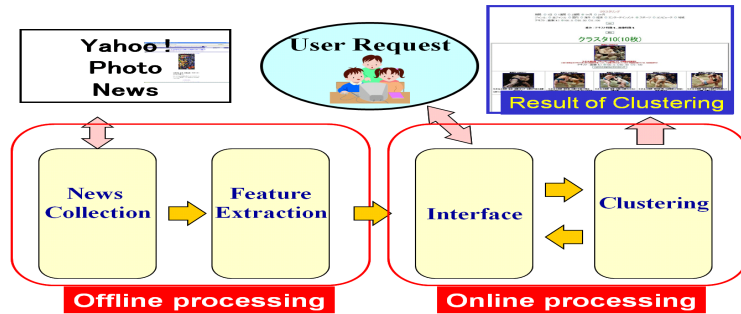 Yahoo!
Photo
News
User Request
クラスタ10(10枚)
Result of Clustering
News
Collection
Feature
Extraction
Interface
Clustering
Offline processing
Online processing